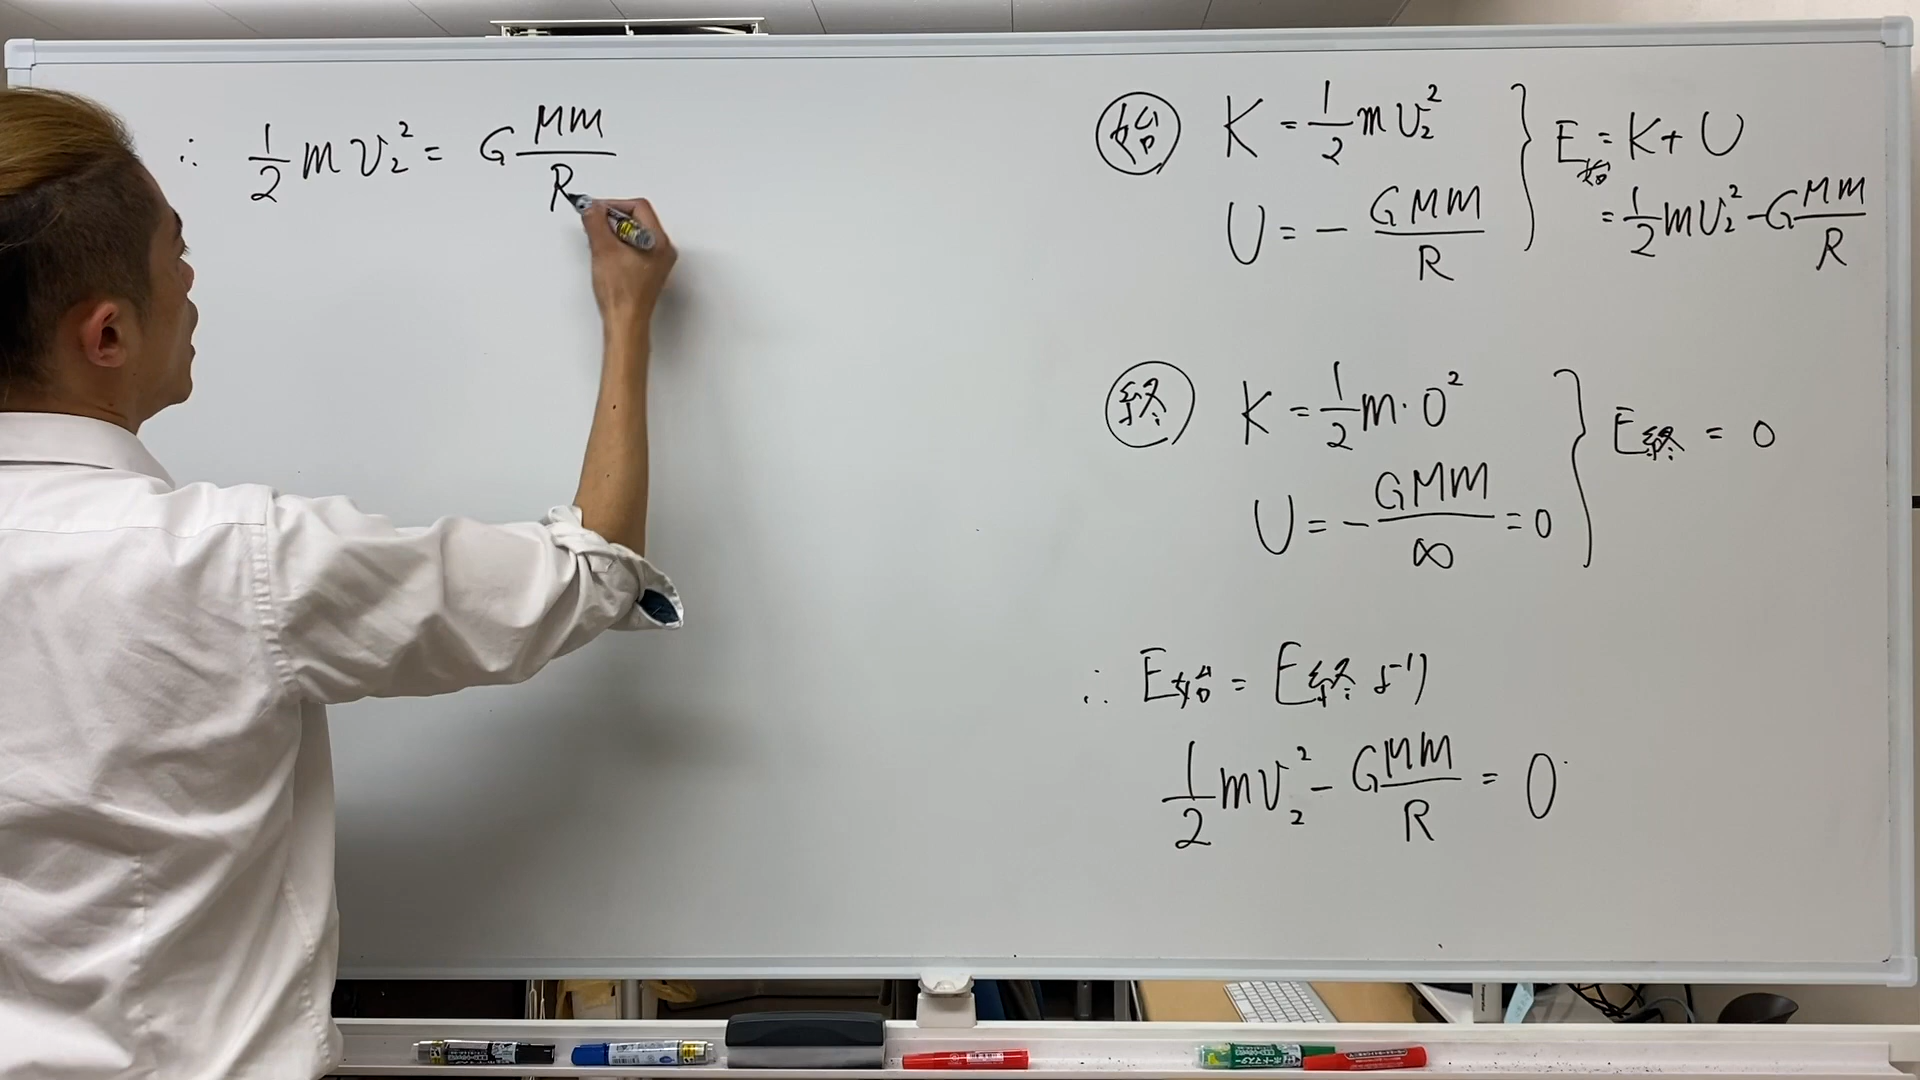 ∴ 1/2 m v₂² = G Mm/R
始 K = 1/2 m v₂²
U = - GMm/R
E始 = K + U
= 1/2 m v₂² - G Mm/R
終 K = 1/2 m・0²
U = - GMm/∞ = 0
E終 = 0
∴ E始 = E終 より
1/2 m v₂² - G Mm/R = 0